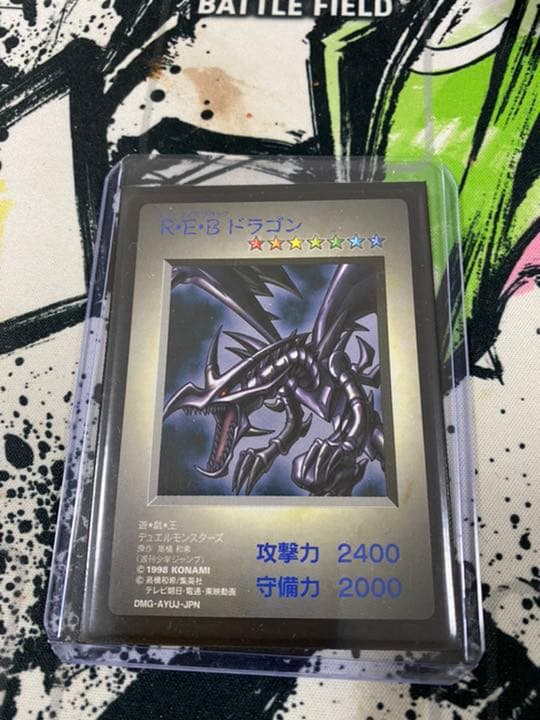 BATTLE FIELD
R・E・B ドラゴン
攻撃力 2400
守備力 2000
遊★戯★王
デュエルモンスターズ
原作 高橋 和希
(週刊少年ジャンプ)
©1998 KONAMI
©高橋和希/集英社
テレビ朝日・電通・東映動画
DMG-AYUJ-JPN